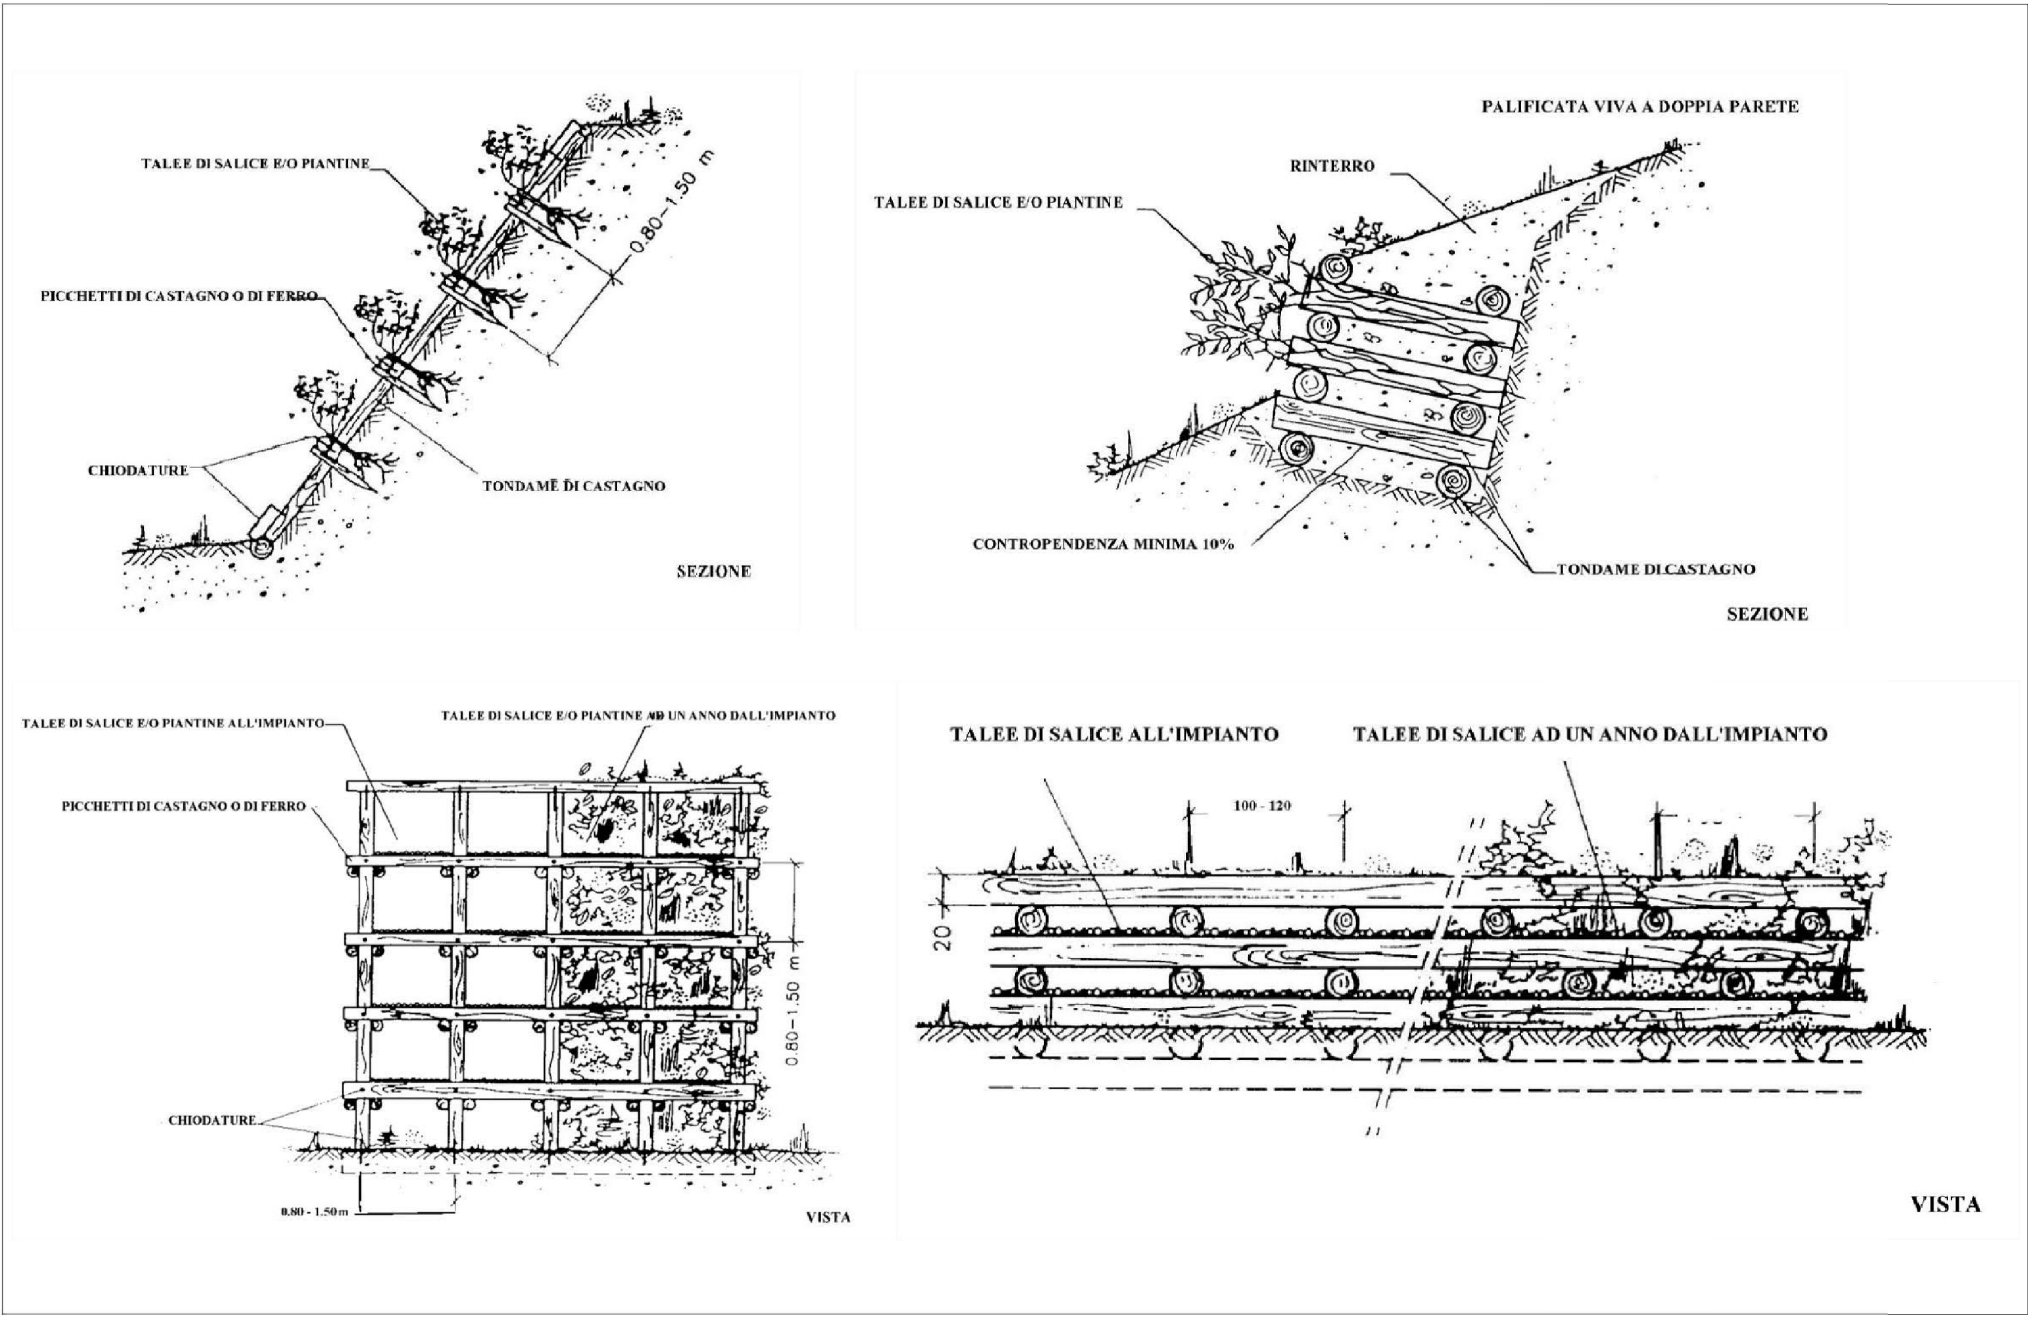 TALEE DI SALICE E/O PIANTINE
PICCHETTI DI CASTAGNO O DI FERRO
CHIODATURE
TONDAME DI CASTAGNO
0.80-1.50 m
SEZIONE
PALIFICATA VIVA A DOPPIA PARETE
RINTERRO
TALEE DI SALICE E/O PIANTINE
CONTROPENDENZA MINIMA 10%
TONDAME DI CASTAGNO
SEZIONE
TALEE DI SALICE E/O PIANTINE ALL'IMPIANTO
TALEE DI SALICE E/O PIANTINE AD UN ANNO DALL'IMPIANTO
PICCHETTI DI CASTAGNO O DI FERRO
0.80-1.50 m
CHIODATURE
0.80 - 1.50 m
VISTA
TALEE DI SALICE ALL'IMPIANTO
TALEE DI SALICE AD UN ANNO DALL'IMPIANTO
100 - 120
20
VISTA